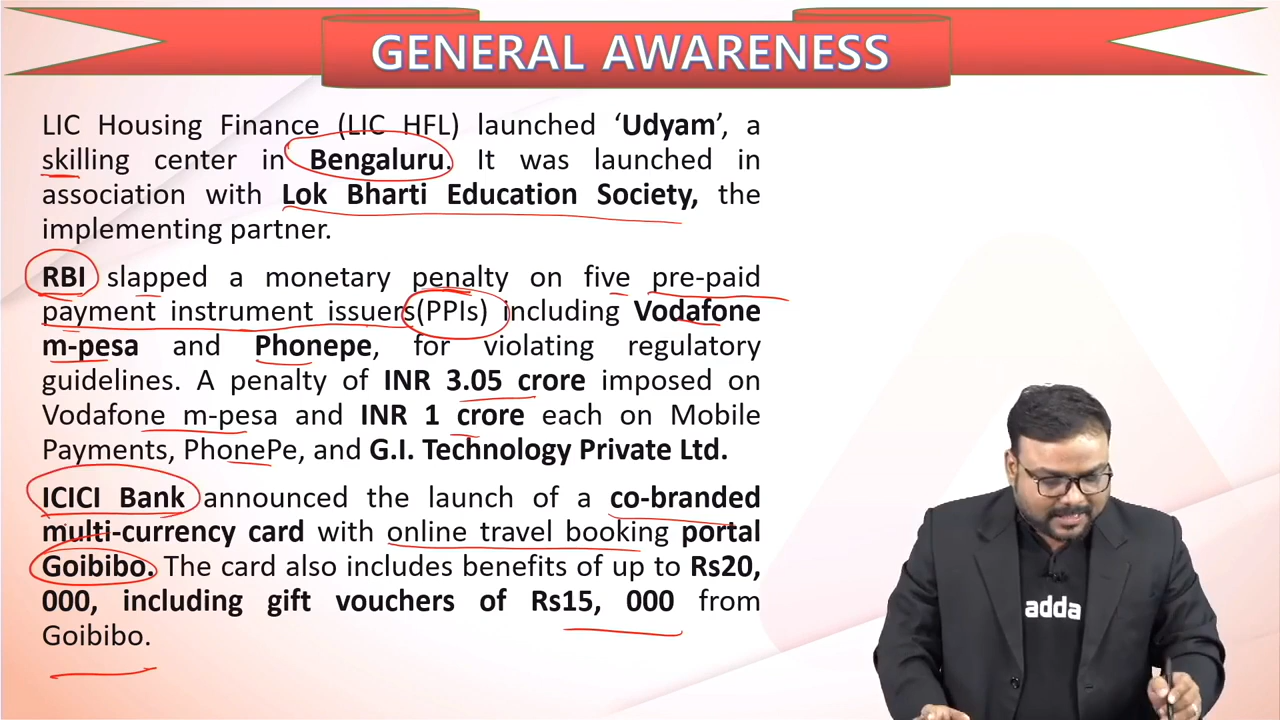 GENERAL AWARENESS
LIC Housing Finance (LIC HFL) launched ‘Udyam’, a
skilling center in Bengaluru. It was launched in
association with Lok Bharti Education Society, the
implementing partner.
RBI slapped a monetary penalty on five pre-paid
payment instrument issuers(PPIs) including Vodafone
m-pesa and Phonepe, for violating regulatory
guidelines. A penalty of INR 3.05 crore imposed on
Vodafone m-pesa and INR 1 crore each on Mobile
Payments, PhonePe, and G.I. Technology Private Ltd.
ICICI Bank announced the launch of a co-branded
multi-currency card with online travel booking portal
Goibibo. The card also includes benefits of up to Rs20,
000, including gift vouchers of Rs15, 000 from
Goibibo.
adda